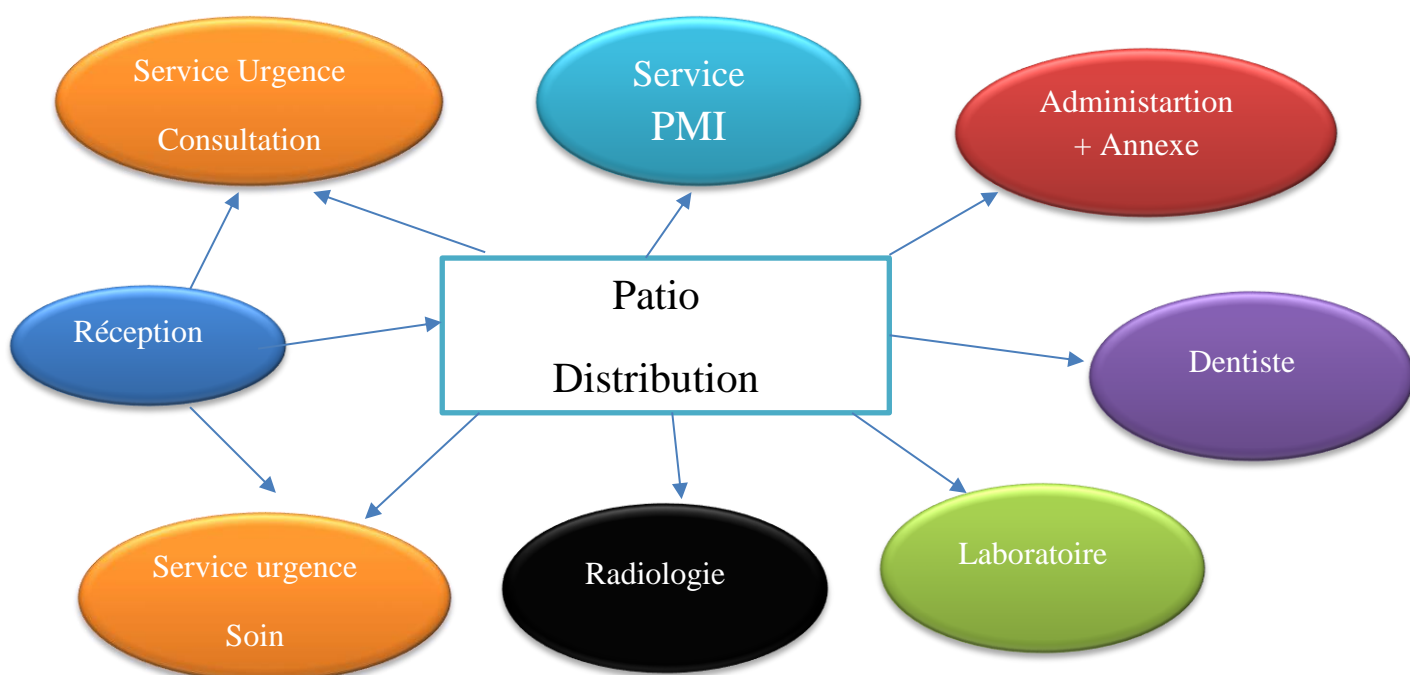 Service Urgence
Consultation
Service
PMI
Administartion
+ Annexe
Réception
Patio
Distribution
Dentiste
Service urgence
Soin
Radiologie
Laboratoire